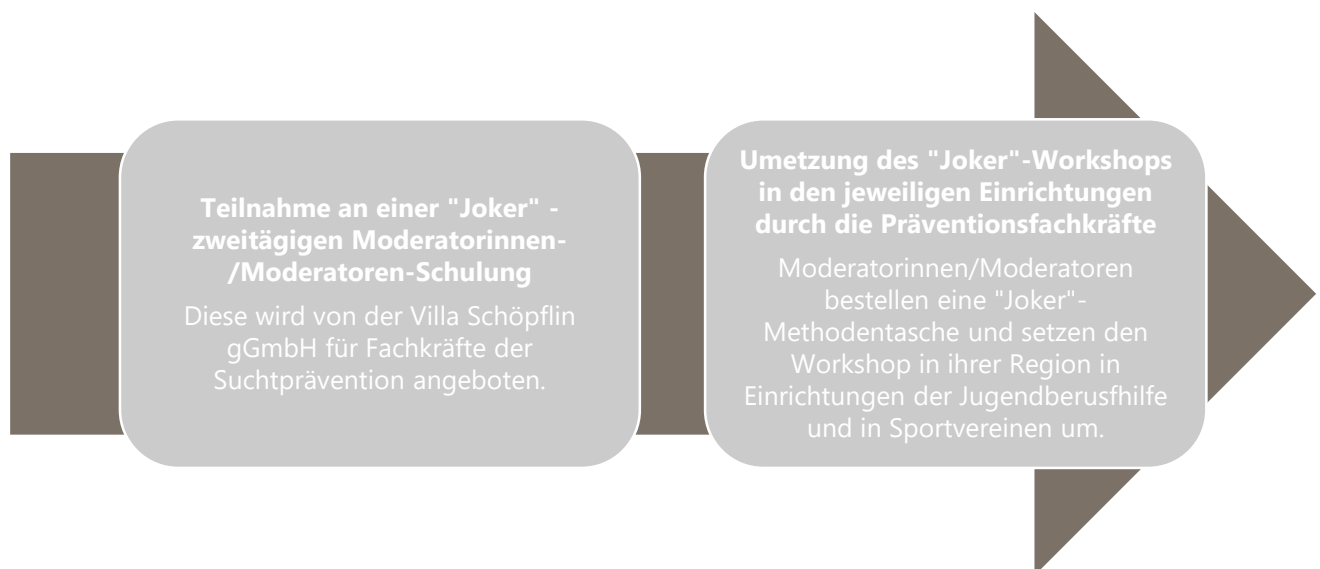 Teilnahme an einer "Joker" -
zweitägigen Moderatorinnen-
/Moderatoren-Schulung
Diese wird von der Villa Schöpflin
gGmbH für Fachkräfte der
Suchtprävention angeboten.
Umetzung des "Joker"-Workshops
in den jeweiligen Einrichtungen
durch die Präventionsfachkräfte
Moderatorinnen/Moderatoren
bestellen eine "Joker"-
Methodentasche und setzen den
Workshop in ihrer Region in
Einrichtungen der Jugendberusfhilfe
und in Sportvereinen um.